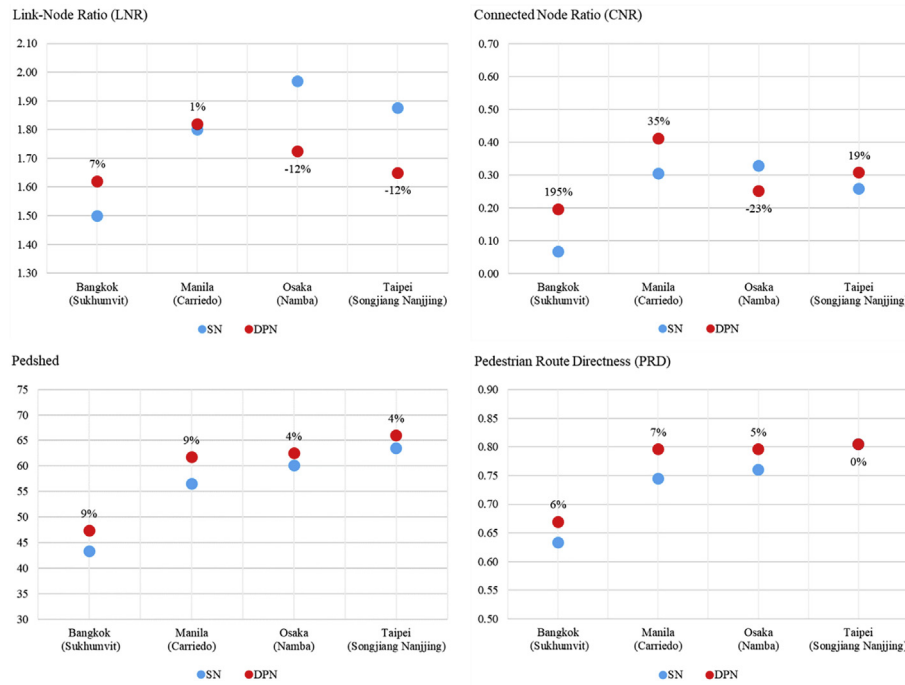 Link-Node Ratio (LNR)
2.10
2.00
1.90
1.80
1.70
1.60
1.50
1.40
1.30
7%
1%
-12%
-12%
Bangkok
(Sukhumvit)
Manila
(Carriedo)
Osaka
(Namba)
Taipei
(Songjiang Nanjjing)
SN
DPN
Connected Node Ratio (CNR)
0.70
0.60
0.50
0.40
0.30
0.20
0.10
0.00
195%
35%
-23%
19%
Bangkok
(Sukhumvit)
Manila
(Carriedo)
Osaka
(Namba)
Taipei
(Songjiang Nanjjing)
SN
DPN
Pedshed
75
70
65
60
55
50
45
40
35
30
9%
9%
4%
4%
Bangkok
(Sukhumvit)
Manila
(Carriedo)
Osaka
(Namba)
Taipei
(Songjiang Nanjjing)
SN
DPN
Pedestrian Route Directness (PRD)
0.90
0.85
0.80
0.75
0.70
0.65
0.60
0.55
0.50
6%
7%
5%
0%
Bangkok
(Sukhumvit)
Manila
(Carriedo)
Osaka
(Namba)
Taipei
(Songjiang Nanjjing)
SN
DPN